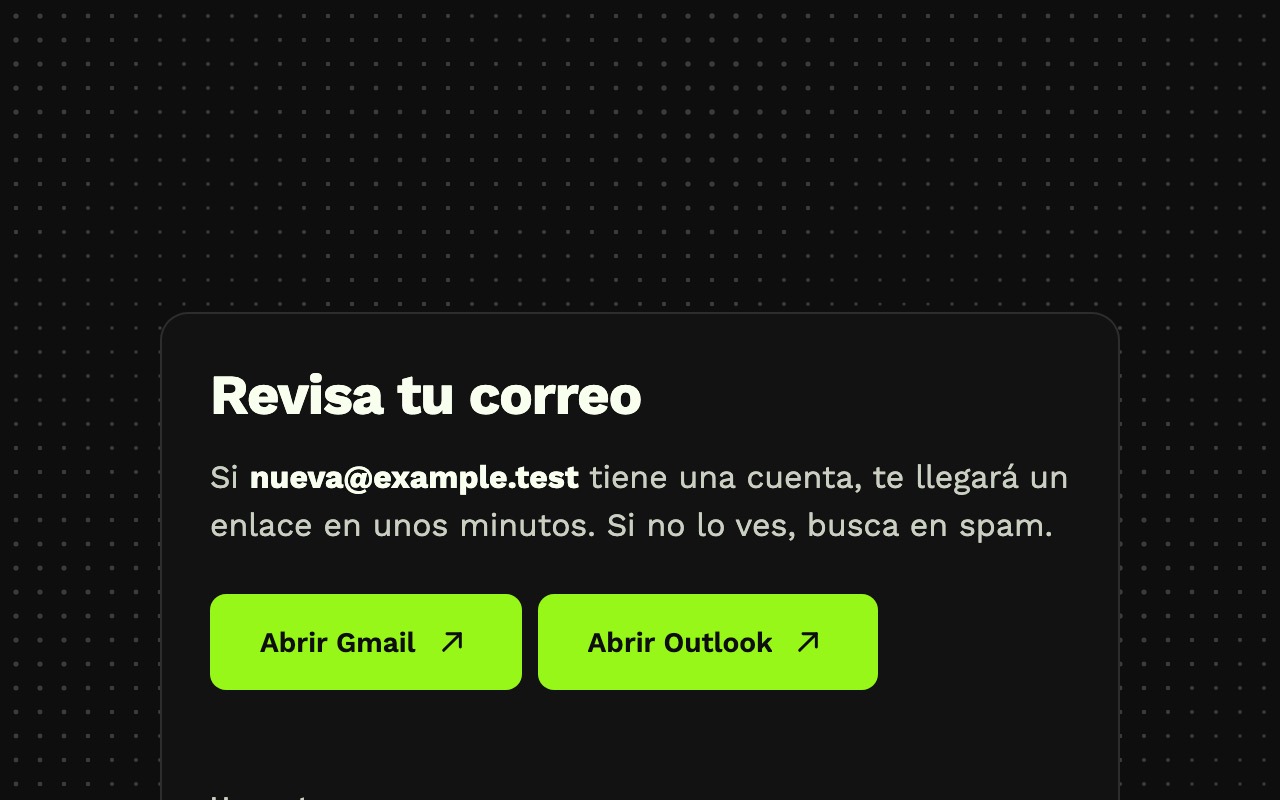 Revisa tu correo
Si nueva@example.test tiene una cuenta, te llegará un
enlace en unos minutos. Si no lo ves, busca en spam.
Abrir Gmail
Abrir Outlook